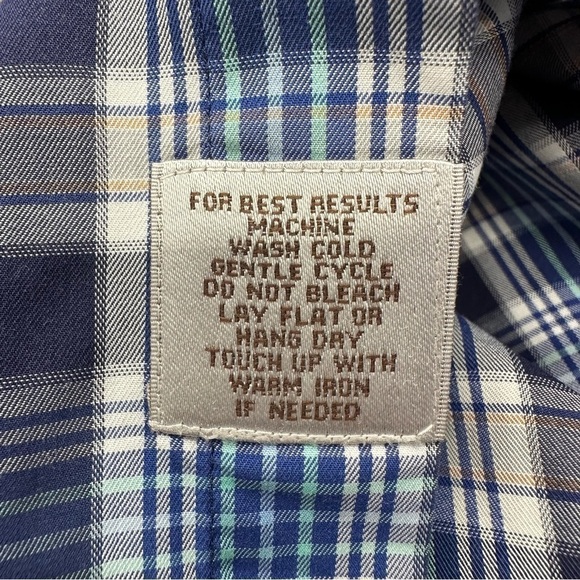 FOR BEST RESULTS
MACHINE
WASH COLD
GENTLE CYCLE
DO NOT BLEACH
LAY FLAT OR
HANG DRY
TOUCH UP WITH
WARM IRON
IF NEEDED